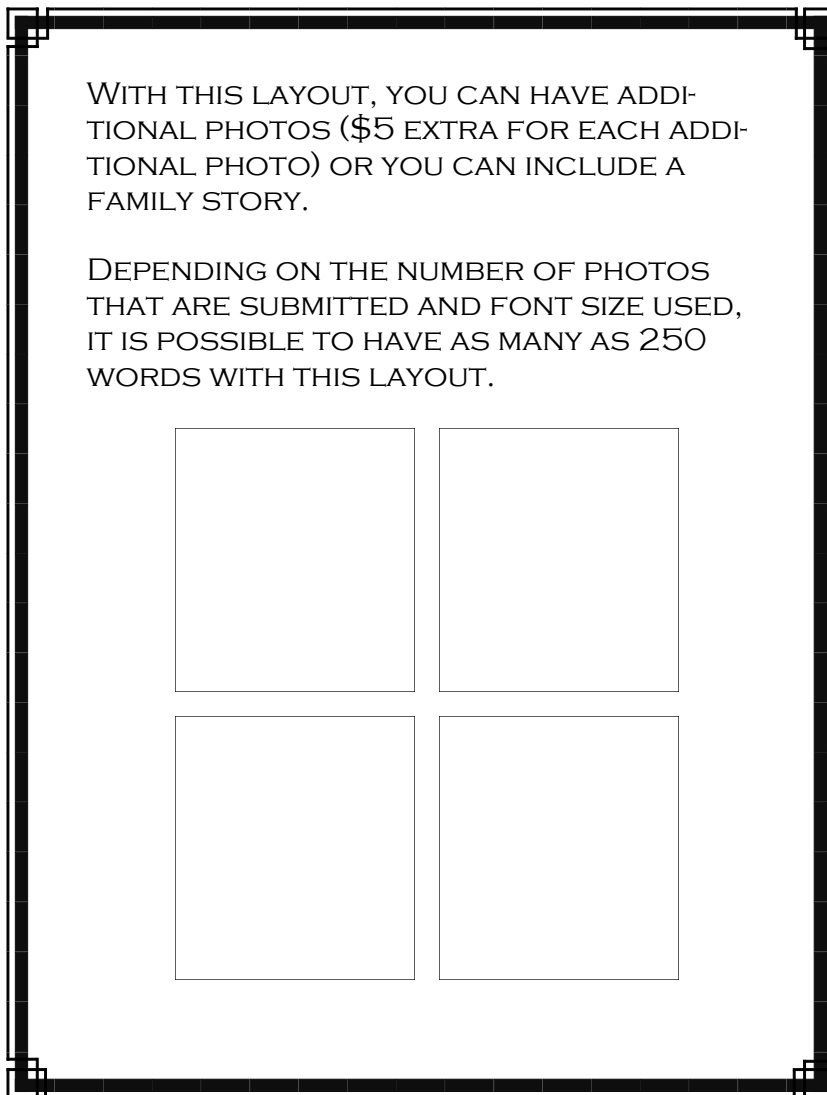 With this layout, you can have addi-
tional photos ($5 extra for each addi-
tional photo) or you can include a
family story.
Depending on the number of photos
that are submitted and font size used,
it is possible to have as many as 250
words with this layout.